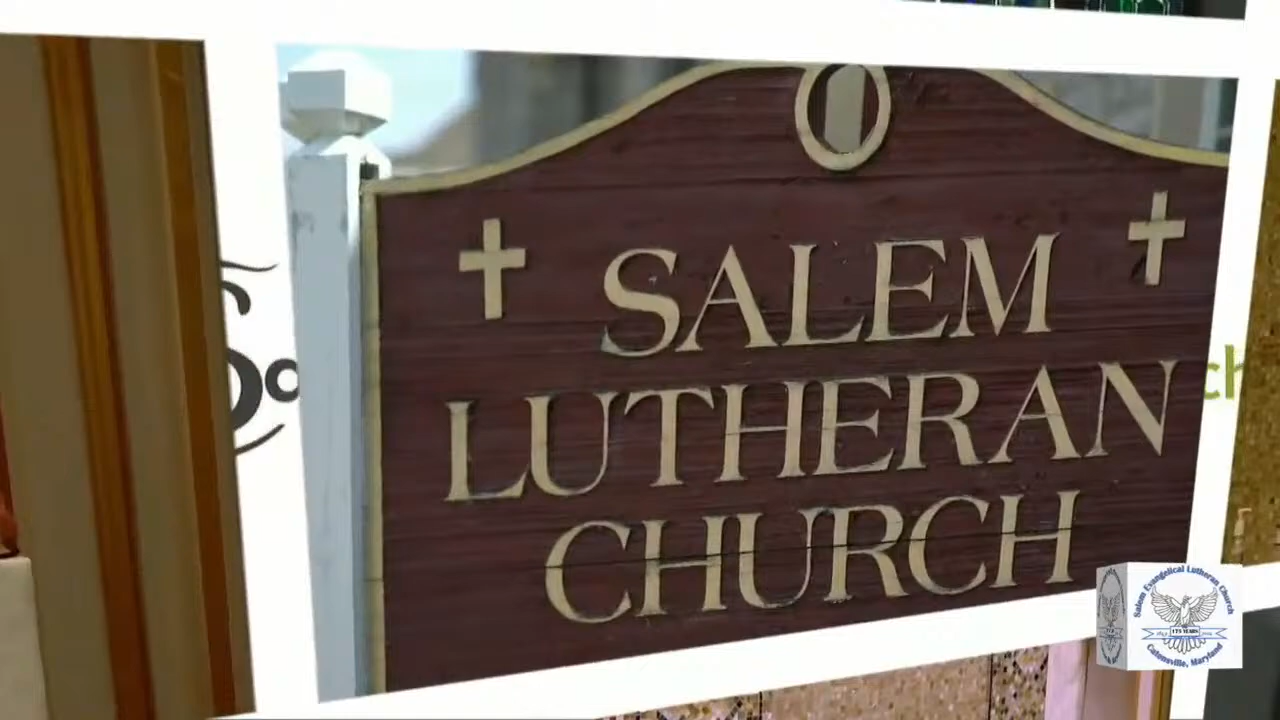 SALEM
LUTHERAN
CHURCH
Salem Evangelical Lutheran Church
175 YEARS
Catonsville, Maryland